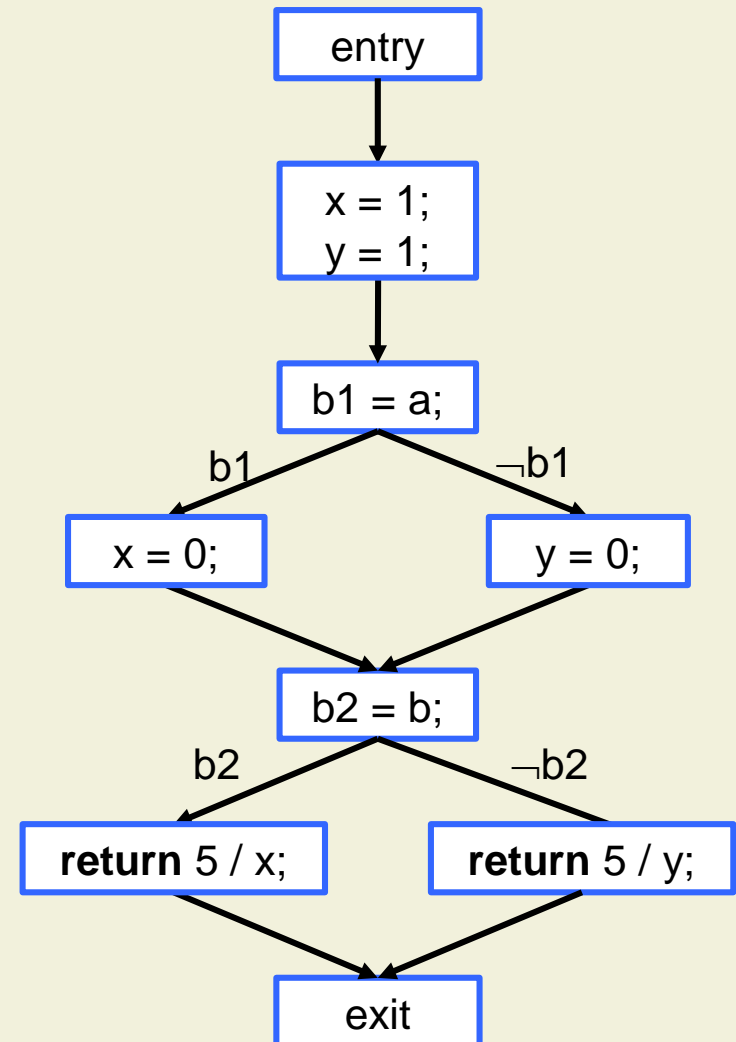 entry
x = 1;
y = 1;
b1 = a;
b1
¬b1
x = 0;
y = 0;
b2 = b;
b2
¬b2
return 5 / x;
return 5 / y;
exit